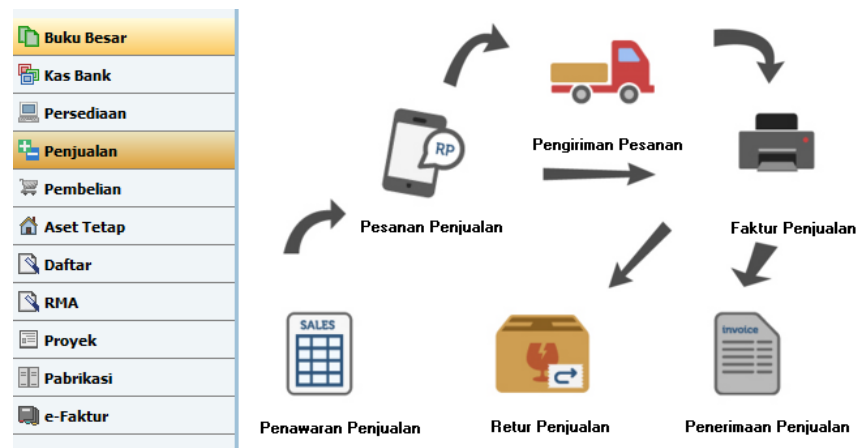 Buku Besar
Kas Bank
Persediaan
Penjualan
Pembelian
Aset Tetap
Daftar
RMA
Proyek
Pabrikasi
e-Faktur
Pengiriman Pesanan
RP
Pesanan Penjualan
Faktur Penjualan
SALES
Penawaran Penjualan
Retur Penjualan
Invoice
Penerimaan Penjualan